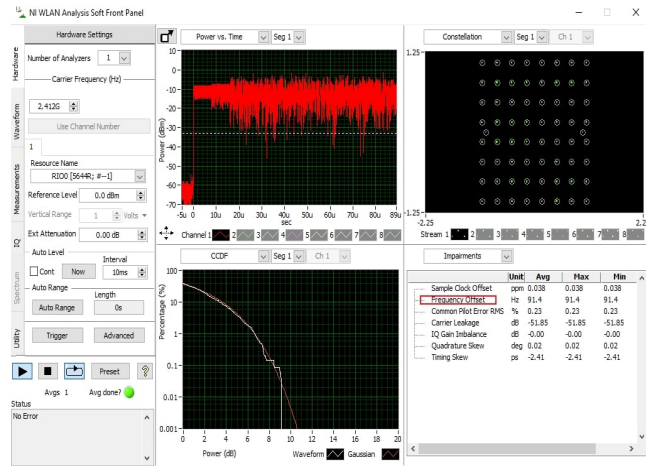 NI WLAN Analysis Soft Front Panel
Hardware Settings
Hardware
Waveform
Measurements
IQ
Spectrum
Utility
Number of Analyzers 1
Carrier Frequency (Hz)
2.412G
Use Channel Number
1
Resource Name
RIO0 [5644R; #--1]
Reference Level 0.0 dBm
Vertical Range 1 Volts
Ext Attenuation 0.00 dB
Auto Level
Interval
Cont Now 10ms
Auto Range
Length
Auto Range 0s
Trigger Advanced
Preset ?
Avgs 1 Avg done?
Status
No Error
Power vs. Time Seg 1
Power (dBm)
10-
0-
-10-
-20-
-30-
-40-
-50-
-60-
-70-
-5u 0 10u 20u 30u 40u 50u 60u 70u 80u 89u
sec
Channel 1 2 3 4 5 6 7 8
Constellation Seg 1 Ch 1
1.25-
-1.25-
-2.25 2.2
Stream 1 2 3 4 5 6 7 8
CCDF Seg 1 Ch 1
Percentage (%)
100-
10-
1-
0.1-
0.01-
0.001-
0 2 4 6 8 10 12 14 16 18 20
Power (dB) Waveform Gaussian
Impairments
Unit Avg Max Min
Sample Clock Offset ppm 0.038 0.038 0.038
Frequency Offset Hz 91.4 91.4 91.4
Common Pilot Error RMS % 0.23 0.23 0.23
Carrier Leakage dB -51.85 -51.85 -51.85
IQ Gain Imbalance dB -0.00 -0.00 -0.00
Quadrature Skew deg 0.02 0.02 0.02
Timing Skew ps -2.41 -2.41 -2.41